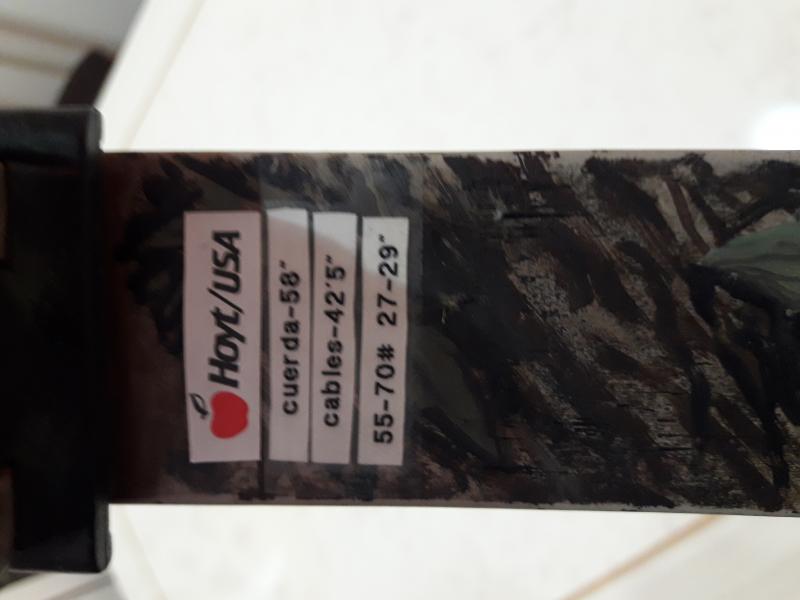 Hoyt/USA
cuerda-58"
cables-42'5"
55-70# 27-29"